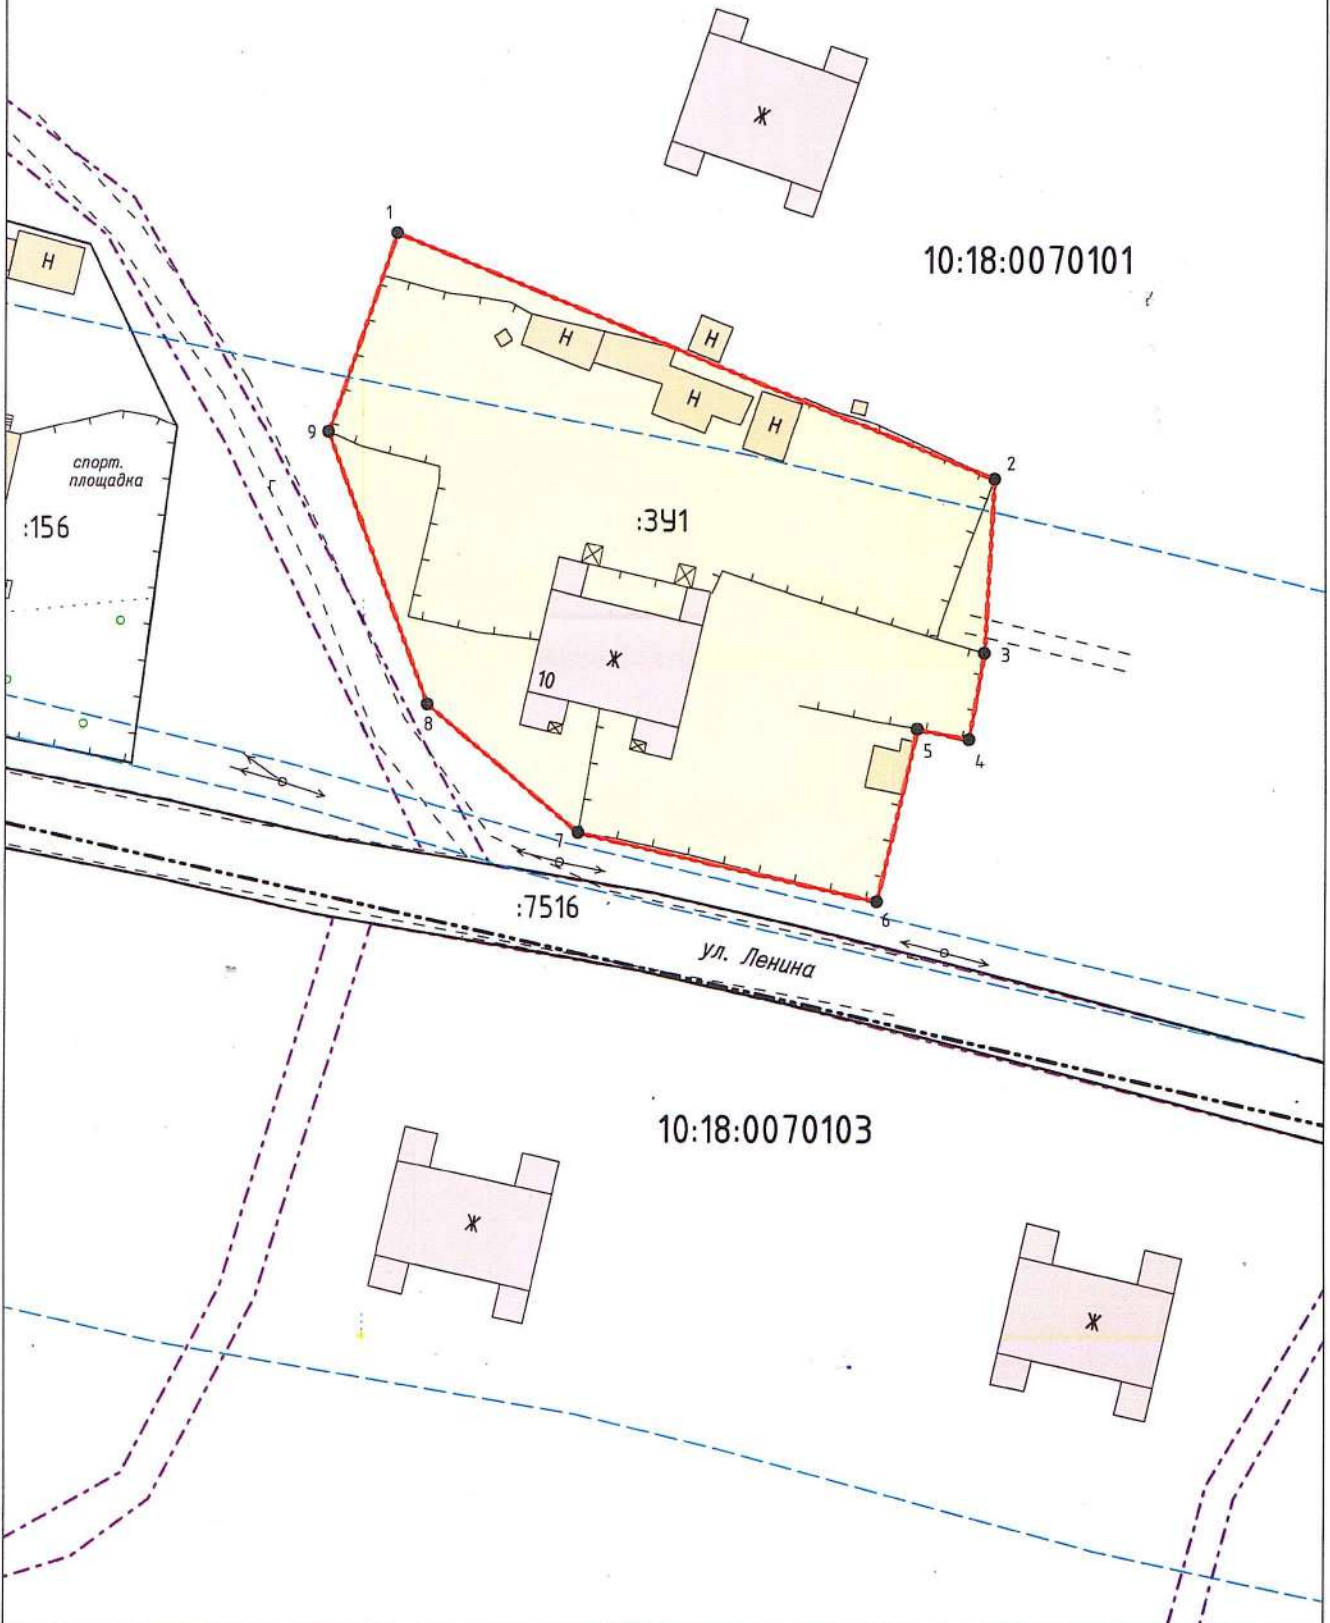 Ж
1
10:18:0070101
Н
Н
Н
Н
Н
9
2
спорт.
площадка
г
:156
:ЗУ1
Ж
10
3
8
5
4
7
6
:7516
ул. Ленина
10:18:0070103
Ж
Ж